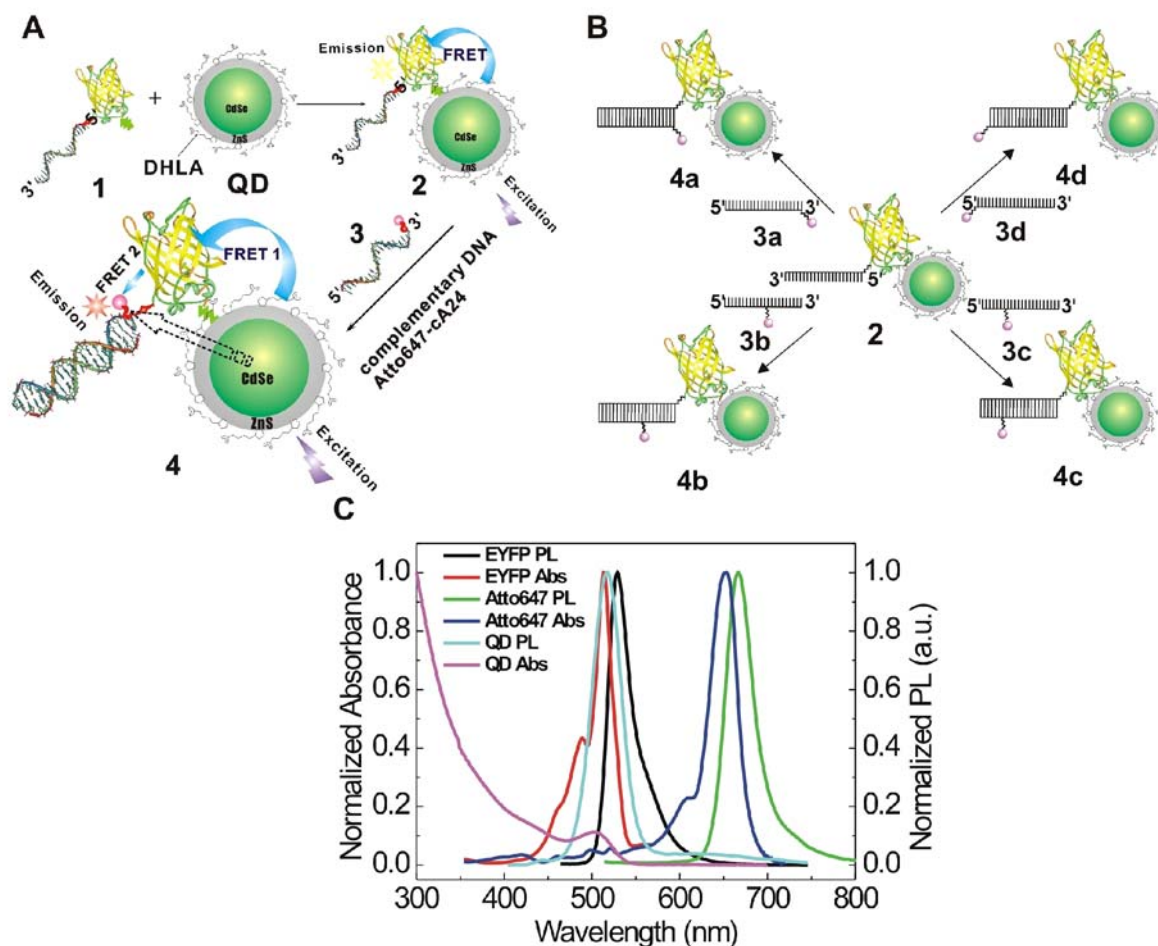 A
5'
+
CdSe
ZnS
3'
DHLA
1
QD
Emission
FRET
5'
CdSe
ZnS
3'
2
Excitation
3
3'
5'
complementary DNA
Atto647-cA24
FRET 1
FRET 2
Emission
CdSe
ZnS
Excitation
4
B
4a
4d
5' 3'
3a
5' 3'
3d
3' 5'
2
3b
5' 3'
3c
4b
4c
C
EYFP PL
EYFP Abs
Atto647 PL
Atto647 Abs
QD PL
QD Abs
Normalized Absorbance
1.0
0.8
0.6
0.4
0.2
0.0
1.0
0.8
0.6
0.4
0.2
0.0
Normalized PL (a.u.)
300 400 500 600 700 800
Wavelength (nm)